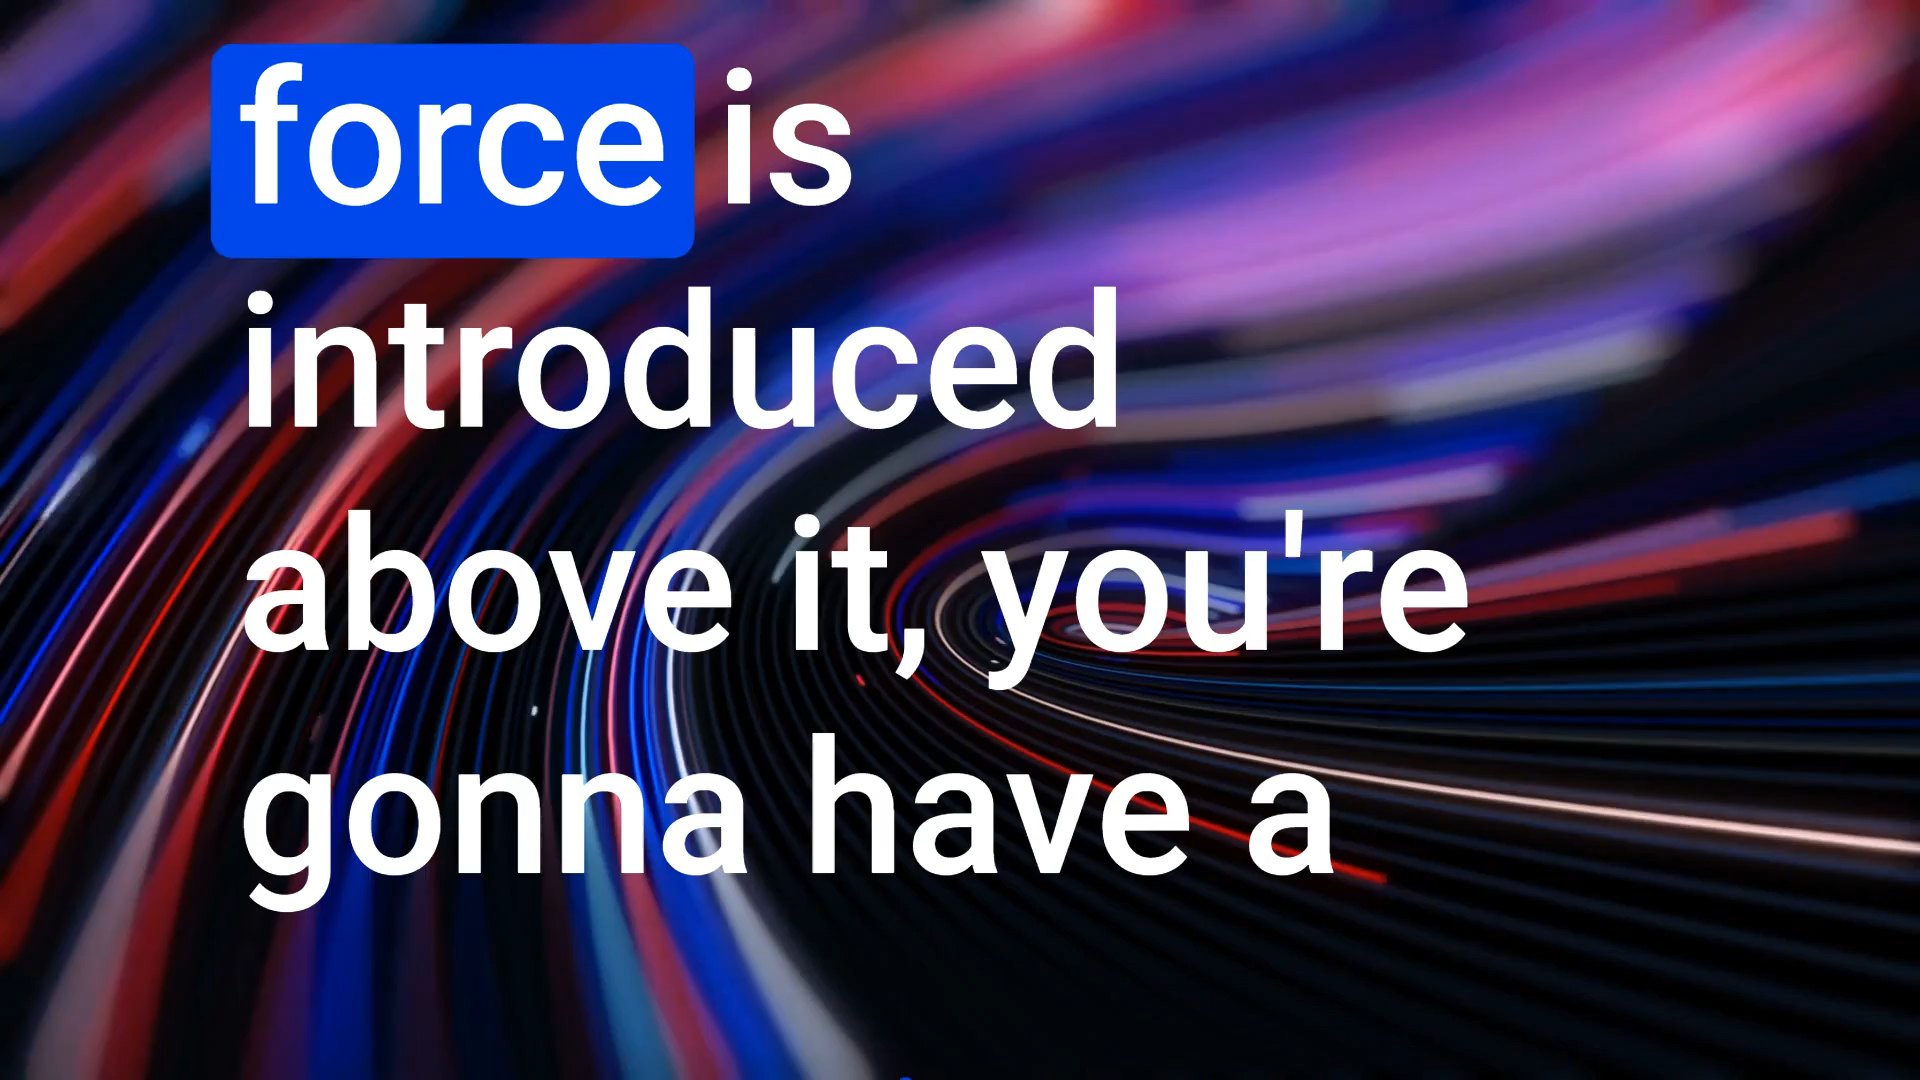 force is
introduced
above it, you're
gonna have a